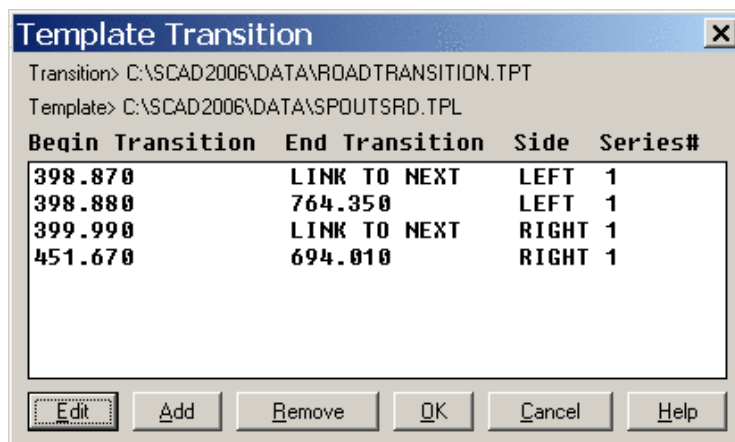 Template Transition
Transition> C:\SCAD2006\DATA\ROADTRANSITION.TPT
Template> C:\SCAD2006\DATA\SPOUTSRD.TPL
Begin Transition End Transition Side Series#
398.870 LINK TO NEXT LEFT 1
398.880 764.350 LEFT 1
399.990 LINK TO NEXT RIGHT 1
451.670 694.010 RIGHT 1
Edit Add Remove OK Cancel Help